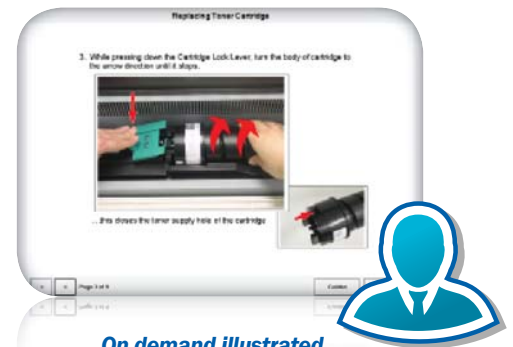 Replacing Toner Cartridge
3. While pressing down the Cartridge Lock Lever, turn the body of cartridge to
the arrow direction until it stops.
...this closes the toner supply hole of the cartridge
Page 3 of 9
On demand illustrated